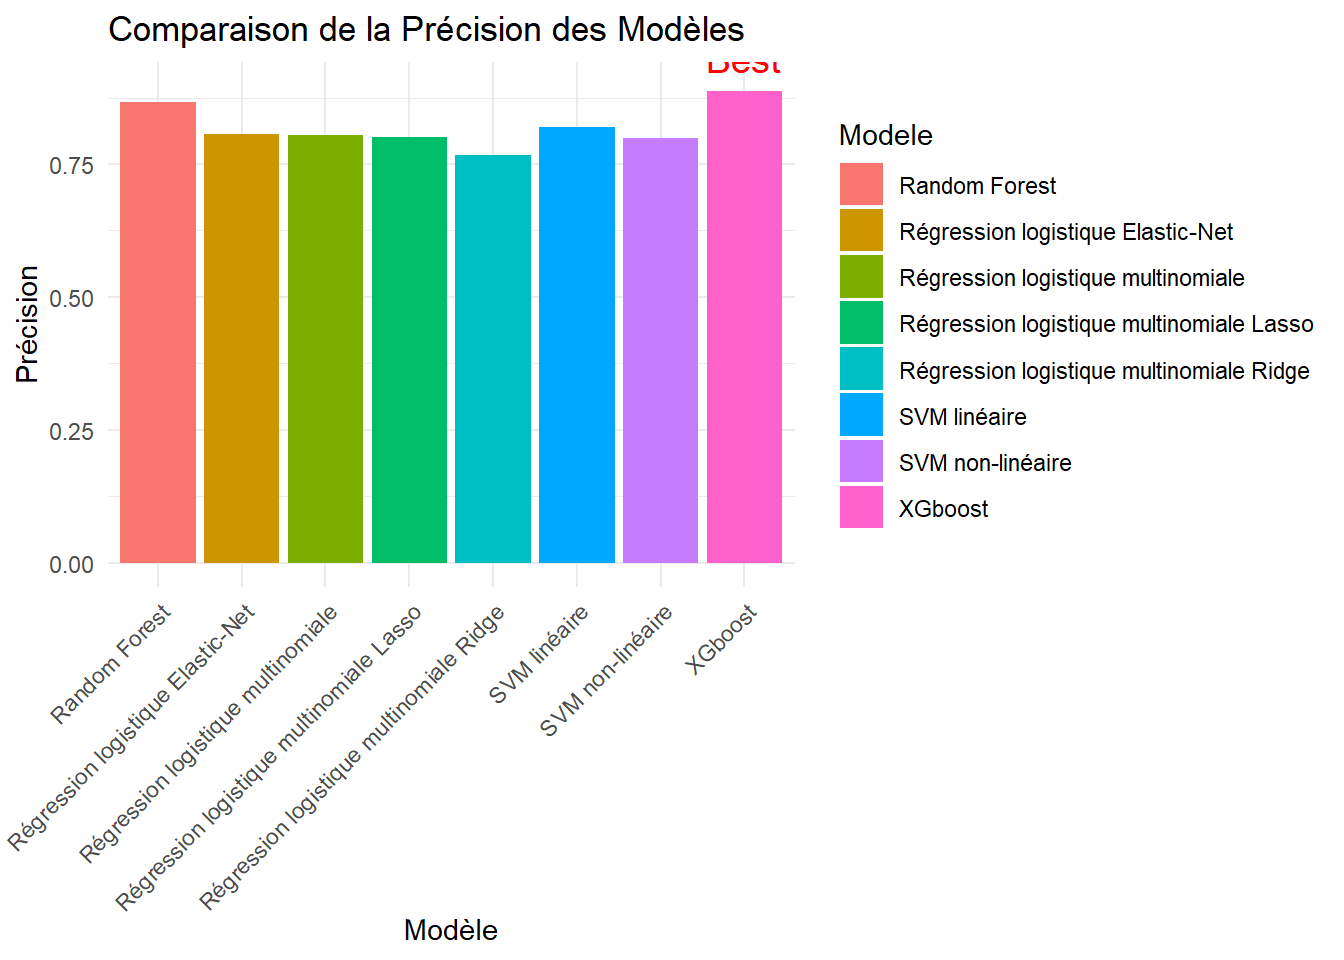 Comparaison de la Précision des Modèles
Best
Précision
0.75
0.50
0.25
0.00
Random Forest
Régression logistique Elastic-Net
Régression logistique multinomiale
Régression logistique multinomiale Lasso
Régression logistique multinomiale Ridge
SVM linéaire
SVM non-linéaire
XGboost
Modèle
Modele
Random Forest
Régression logistique Elastic-Net
Régression logistique multinomiale
Régression logistique multinomiale Lasso
Régression logistique multinomiale Ridge
SVM linéaire
SVM non-linéaire
XGboost